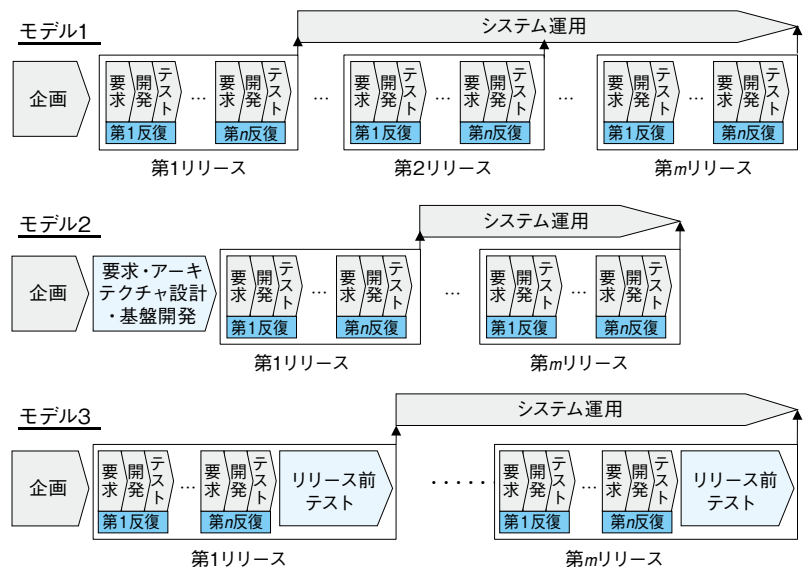 モデル1
システム運用
企画
要求
開発
テスト
…
要求
開発
テスト
第1反復
第n反復
…
要求
開発
テスト
…
要求
開発
テスト
第1反復
第n反復
…
要求
開発
テスト
…
要求
開発
テスト
第1反復
第n反復
第1リリース
第2リリース
第mリリース
モデル2
システム運用
企画
要求・アーキ
テクチャ設計
・基盤開発
要求
開発
テスト
…
要求
開発
テスト
第1反復
第n反復
…
要求
開発
テスト
…
要求
開発
テスト
第1反復
第n反復
第1リリース
第mリリース
モデル3
システム運用
企画
要求
開発
テスト
…
要求
開発
テスト
第1反復
第n反復
リリース前
テスト
・・・・・・
要求
開発
テスト
…
要求
開発
テスト
第1反復
第n反復
リリース前
テスト
第1リリース
第mリリース